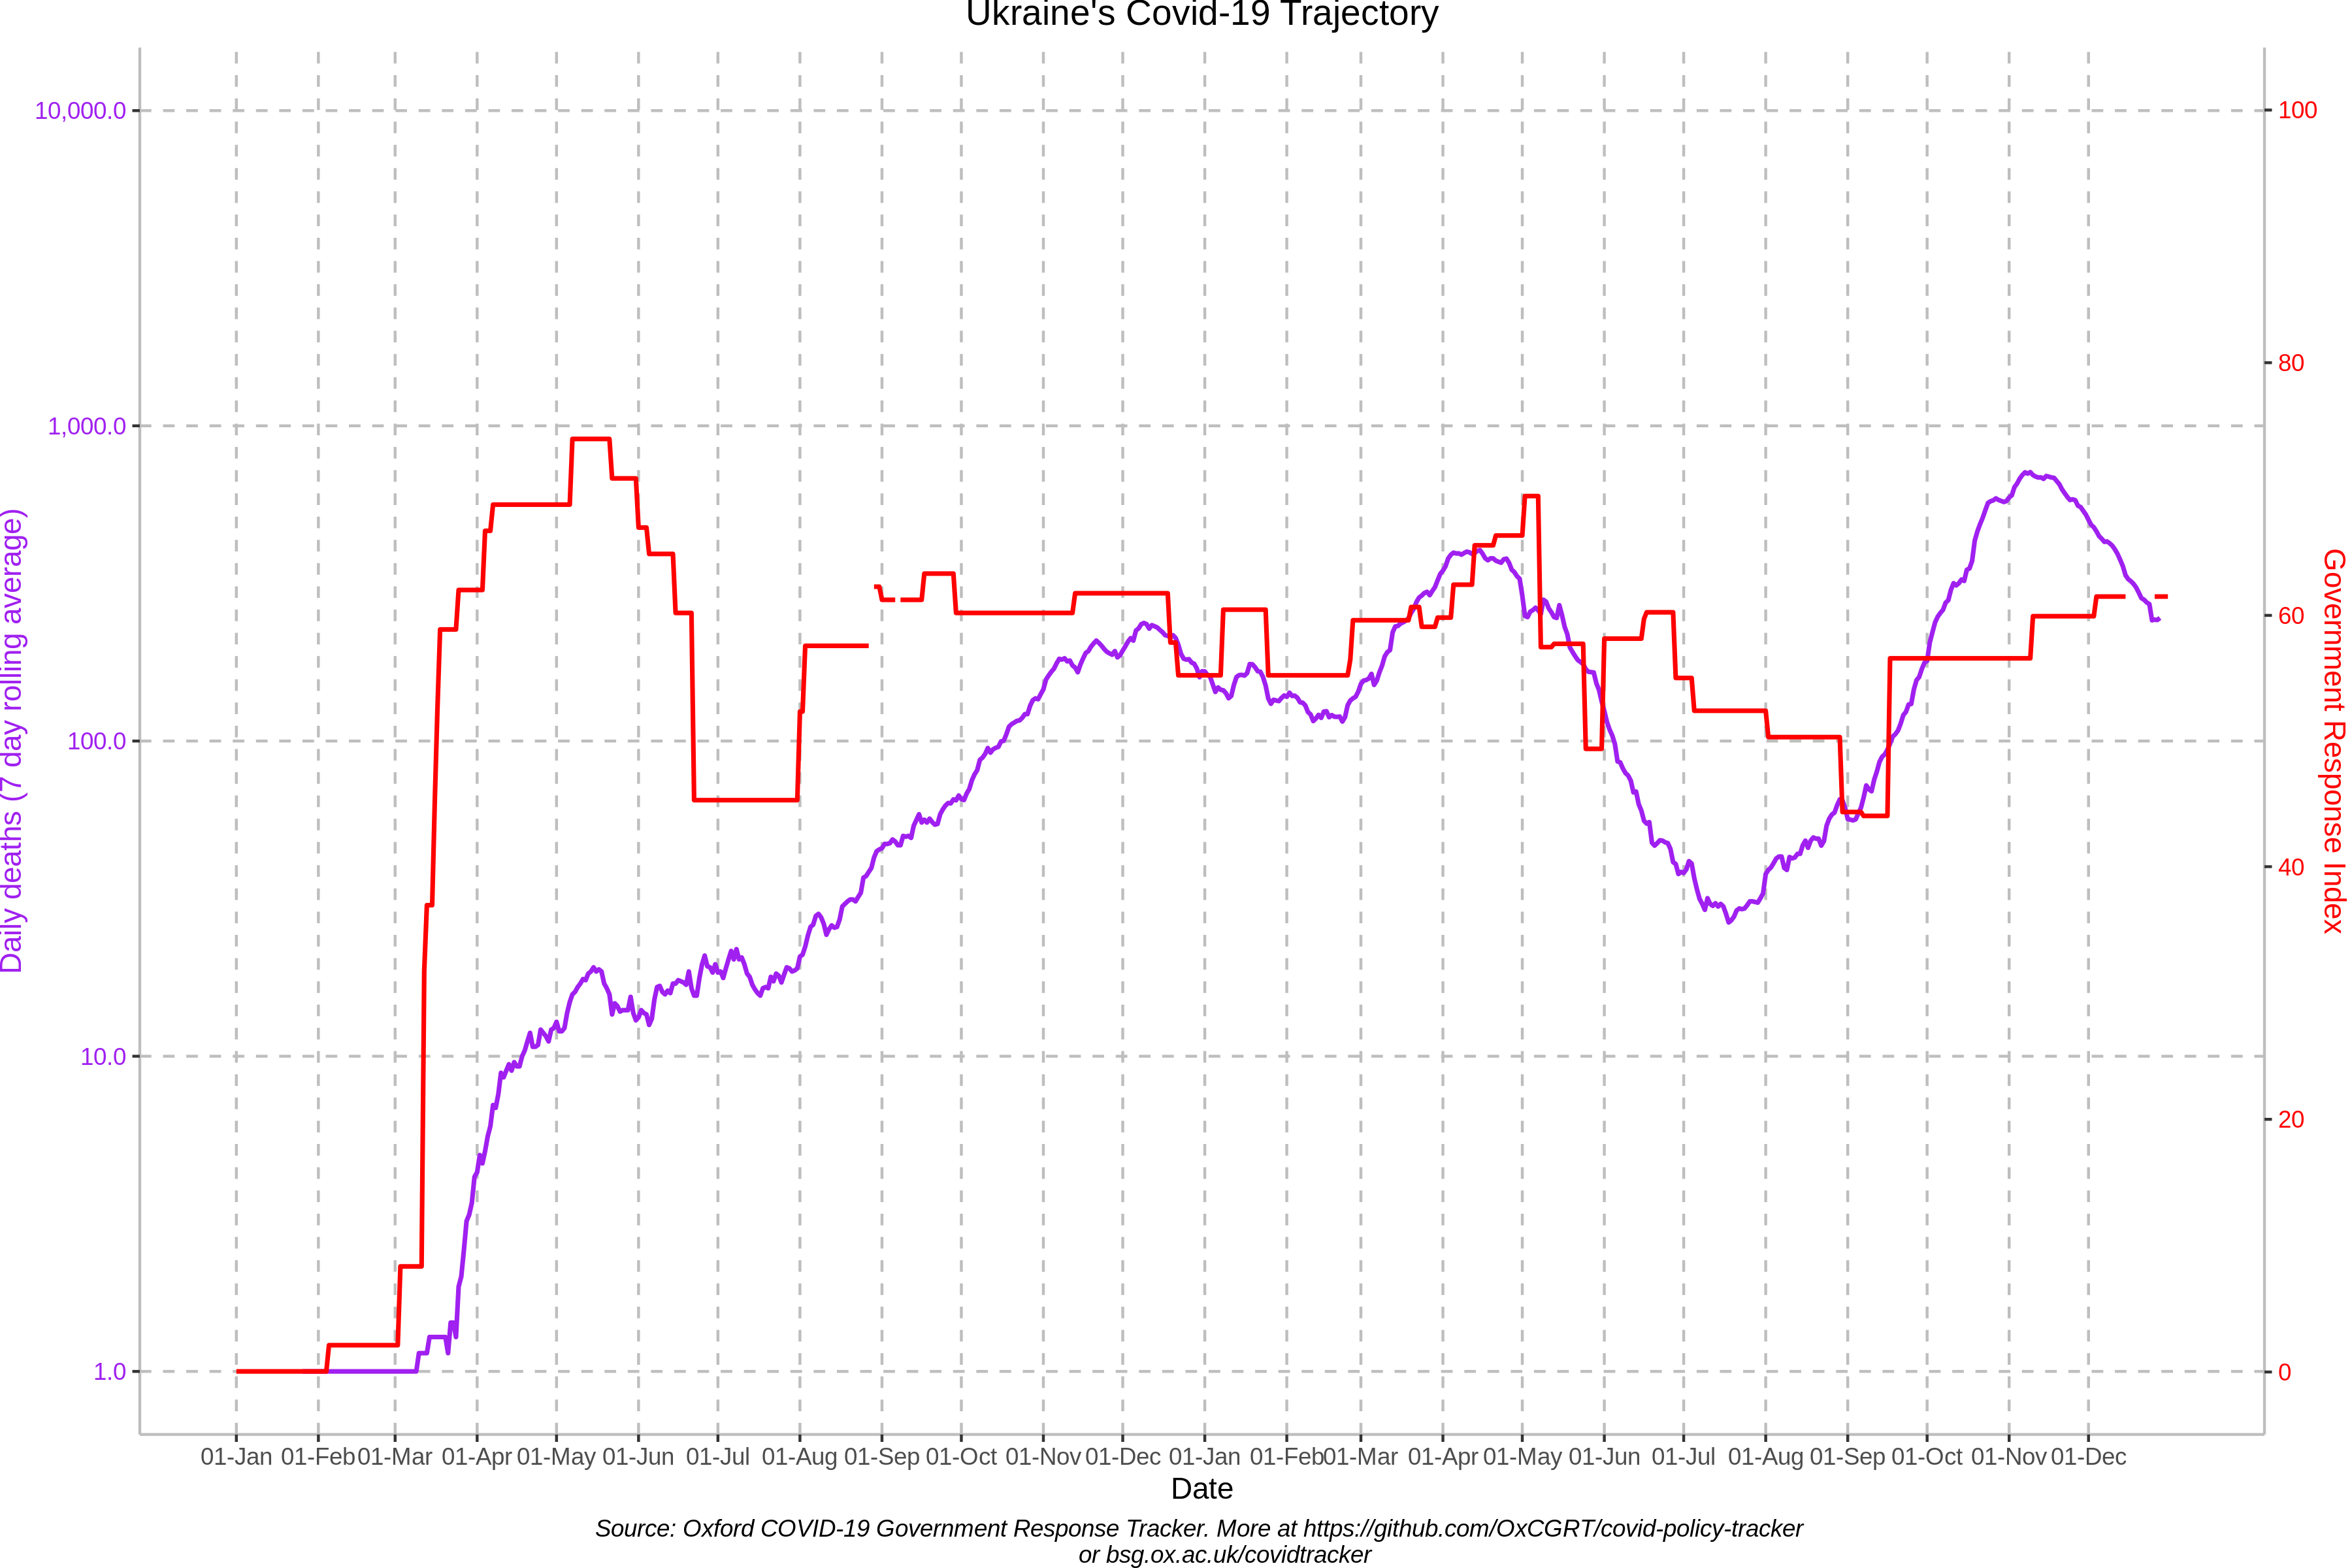 Ukraine's Covid-19 Trajectory
10,000.0
1,000.0
100.0
10.0
1.0
Daily deaths (7 day rolling average)
100
80
60
40
20
0
Government Response Index
01-Jan 01-Feb 01-Mar 01-Apr 01-May 01-Jun 01-Jul 01-Aug 01-Sep 01-Oct 01-Nov 01-Dec 01-Jan 01-Feb 01-Mar 01-Apr 01-May 01-Jun 01-Jul 01-Aug 01-Sep 01-Oct 01-Nov 01-Dec
Date
Source: Oxford COVID-19 Government Response Tracker. More at https://github.com/OxCGRT/covid-policy-tracker
or bsg.ox.ac.uk/covidtracker